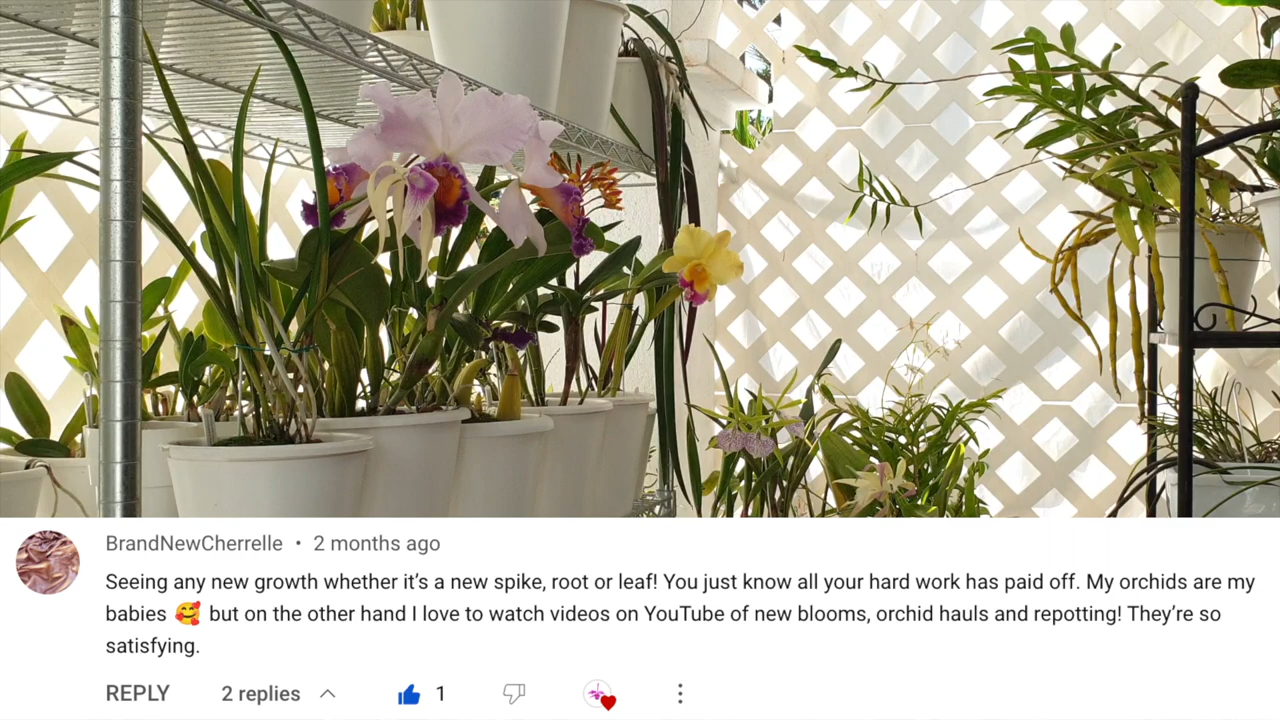 BrandNewCherrelle • 2 months ago
Seeing any new growth whether it’s a new spike, root or leaf! You just know all your hard work has paid off. My orchids are my
babies 🥰 but on the other hand I love to watch videos on YouTube of new blooms, orchid hauls and repotting! They’re so
satisfying.
REPLY 2 replies 1